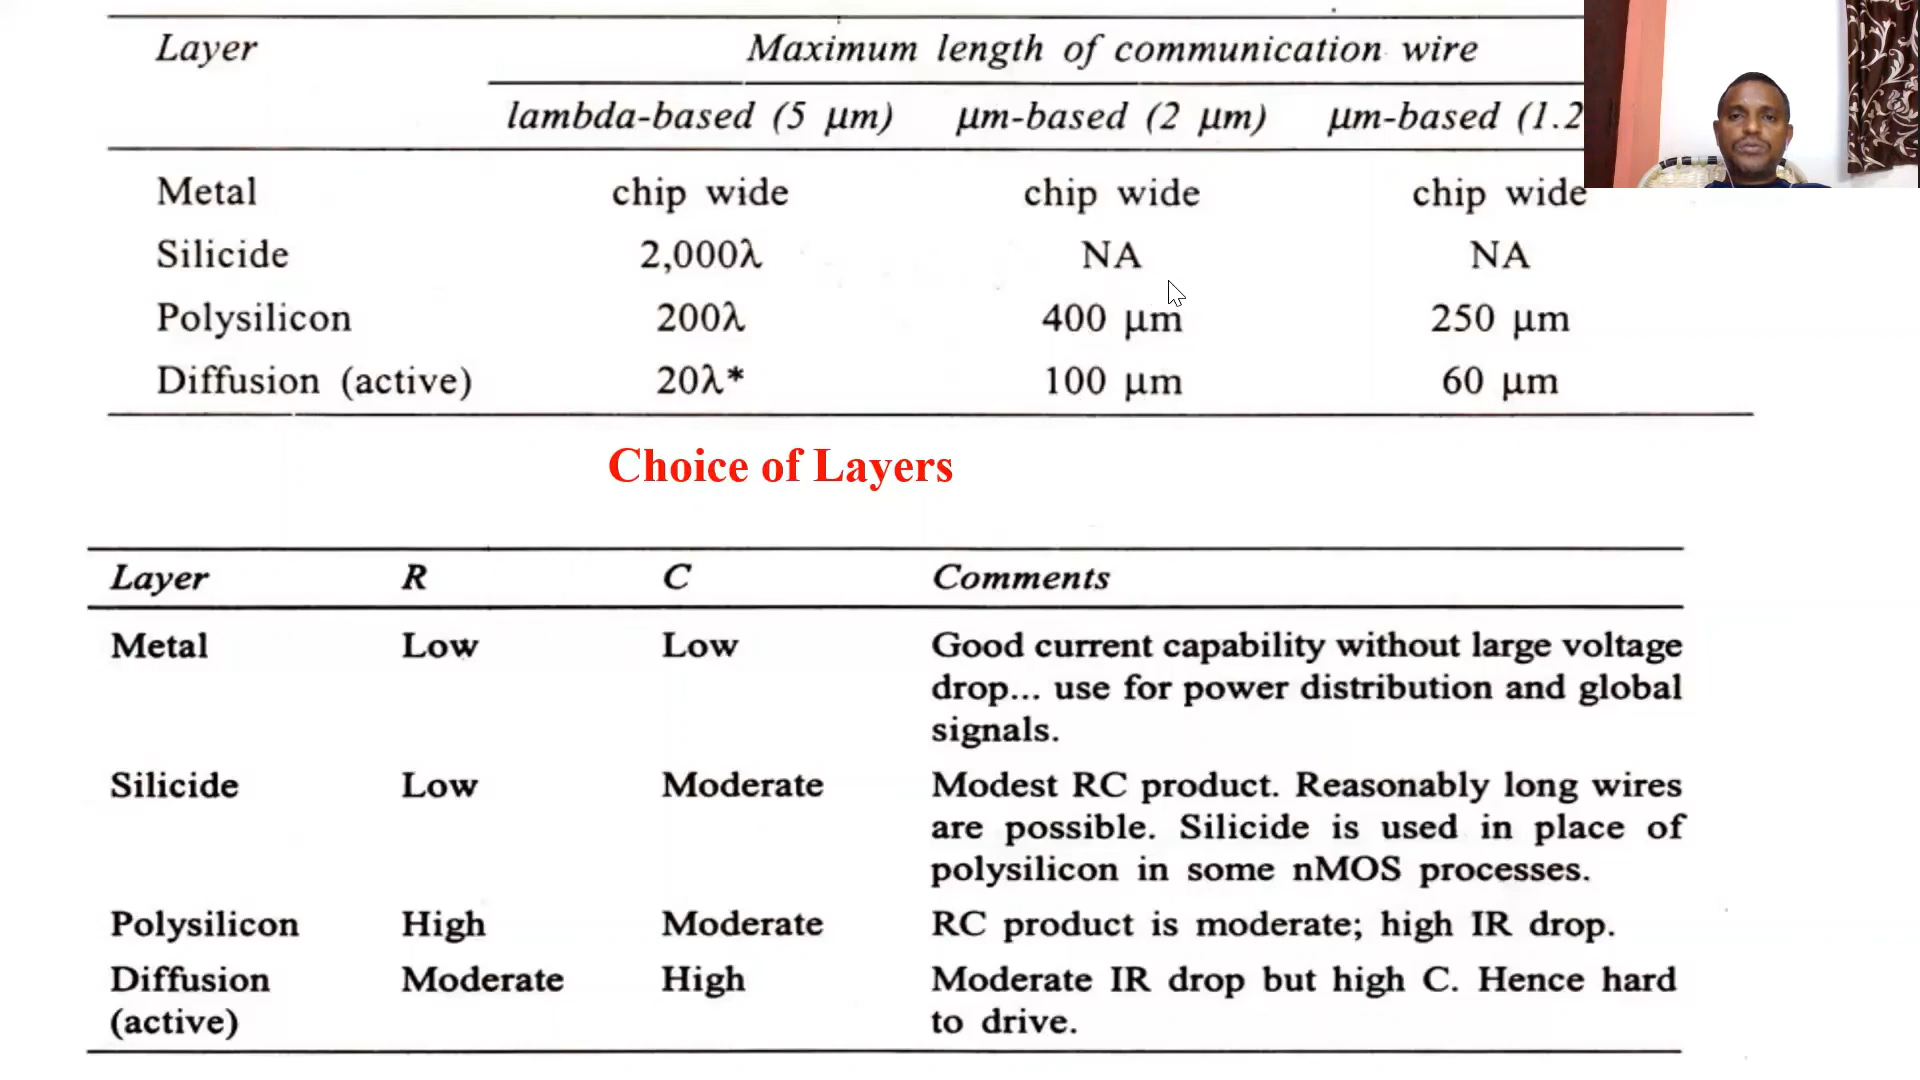 Layer Maximum length of communication wire
lambda-based (5 µm) µm-based (2 µm) µm-based (1.2
Metal chip wide chip wide chip wide
Silicide 2,000λ NA NA
Polysilicon 200λ 400 µm 250 µm
Diffusion (active) 20λ* 100 µm 60 µm
Choice of Layers
Layer R C Comments
Metal Low Low Good current capability without large voltage
drop... use for power distribution and global
signals.
Silicide Low Moderate Modest RC product. Reasonably long wires
are possible. Silicide is used in place of
polysilicon in some nMOS processes.
Polysilicon High Moderate RC product is moderate; high IR drop.
Diffusion Moderate High Moderate IR drop but high C. Hence hard
(active) to drive.